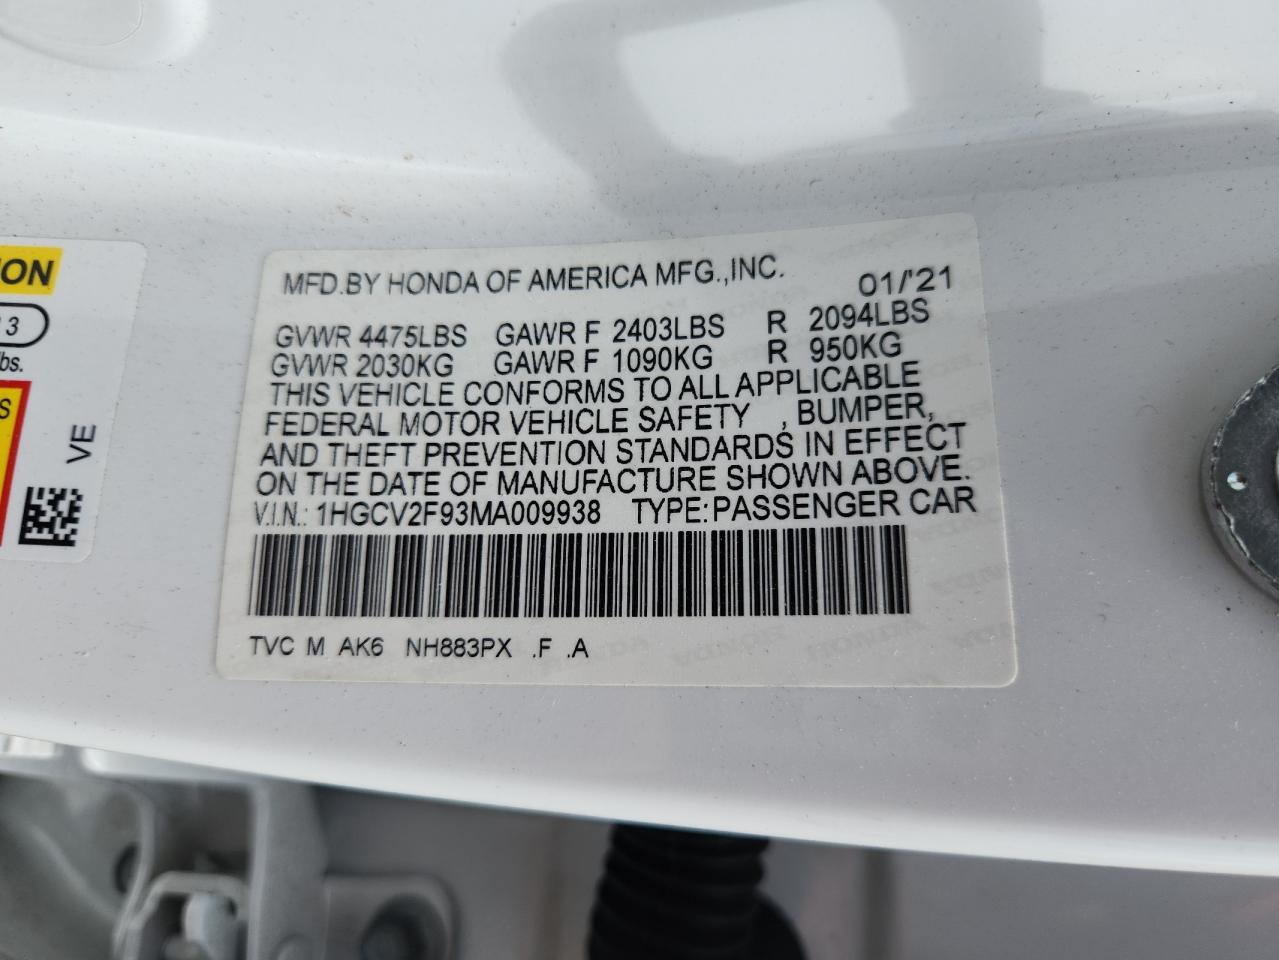 MFD.BY HONDA OF AMERICA MFG.,INC. 01/'21
GVWR 4475LBS GAWR F 2403LBS R 2094LBS
GVWR 2030KG GAWR F 1090KG R 950KG
THIS VEHICLE CONFORMS TO ALL APPLICABLE
FEDERAL MOTOR VEHICLE SAFETY , BUMPER,
AND THEFT PREVENTION STANDARDS IN EFFECT
ON THE DATE OF MANUFACTURE SHOWN ABOVE.
V.I.N.: 1HGCV2F93MA009938 TYPE:PASSENGER CAR
TVC M AK6 NH883PX .F .A
3
lbs.
VE